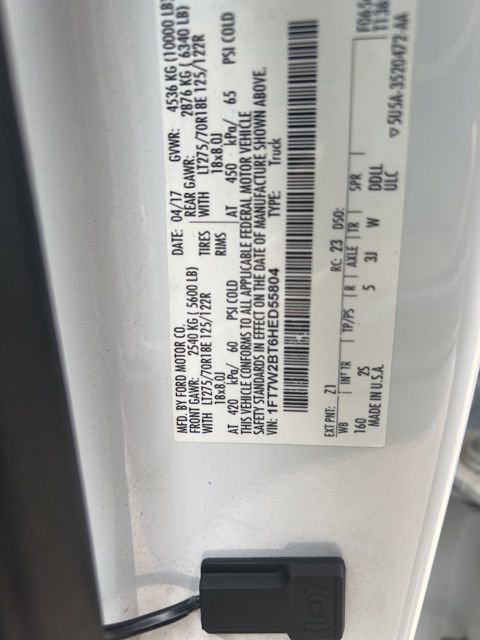 MFD. BY FORD MOTOR CO.
DATE: 04/17 GVWR: 4536 KG (10000 LB)
FRONT GAWR: 2540 KG ( 5600 LB) REAR GAWR: 2876 KG ( 6340 LB)
WITH LT275/70R18E 125/122R TIRES WITH LT275/70R18E 125/122R
18x8.0J RIMS 18x8.0J
AT 420 kPa/ 60 PSI COLD AT 450 kPa/ 65 PSI COLD
THIS VEHICLE CONFORMS TO ALL APPLICABLE FEDERAL MOTOR VEHICLE
SAFETY STANDARDS IN EFFECT ON THE DATE OF MANUFACTURE SHOWN ABOVE.
VIN: 1FT7W2BT6HED55804 TYPE: Truck
EXT PNT: Z1 RC: 23 DSO:
WB INT TR TP/PS R AXLE TR SPR
160 2S 5 3J W DDLL
MADE IN U.S.A. ULC
5U5A-3520472-AA